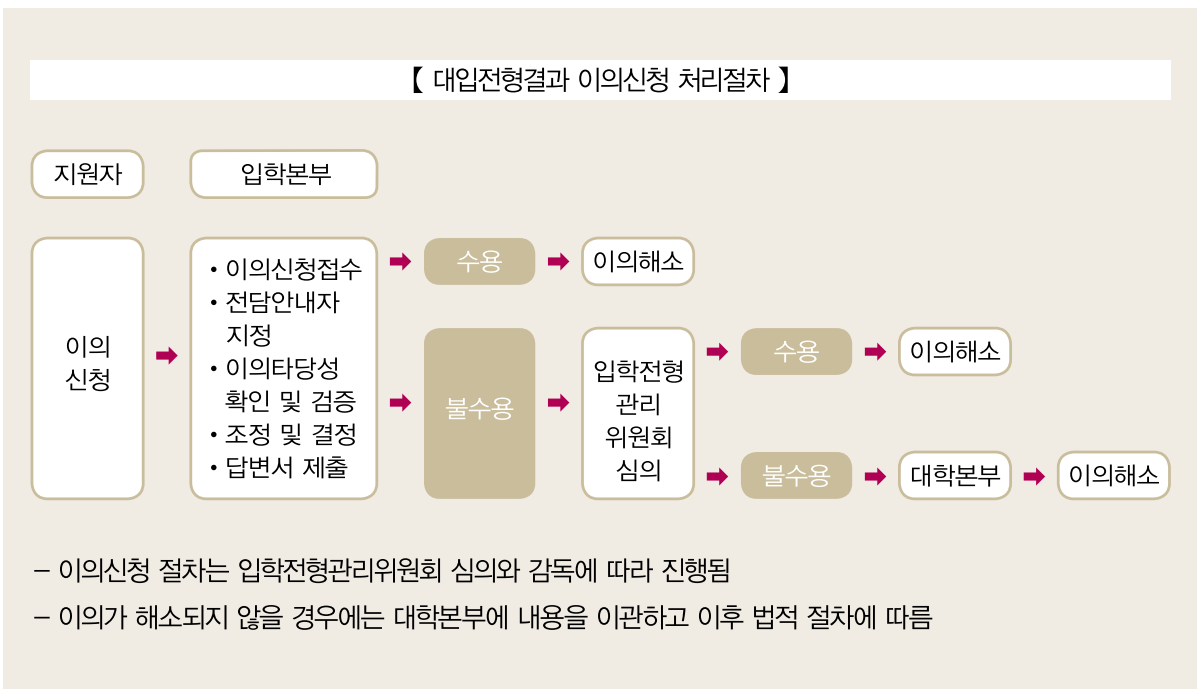 【 대입전형결과 이의신청 처리절차 】
지원자
입학본부
이의
신청
• 이의신청접수
• 전담안내자
지정
• 이의타당성
확인 및 검증
• 조정 및 결정
• 답변서 제출
수용
이의해소
불수용
입학전형
관리
위원회
심의
수용
이의해소
불수용
대학본부
이의해소
– 이의신청 절차는 입학전형관리위원회 심의와 감독에 따라 진행됨
– 이의가 해소되지 않을 경우에는 대학본부에 내용을 이관하고 이후 법적 절차에 따름